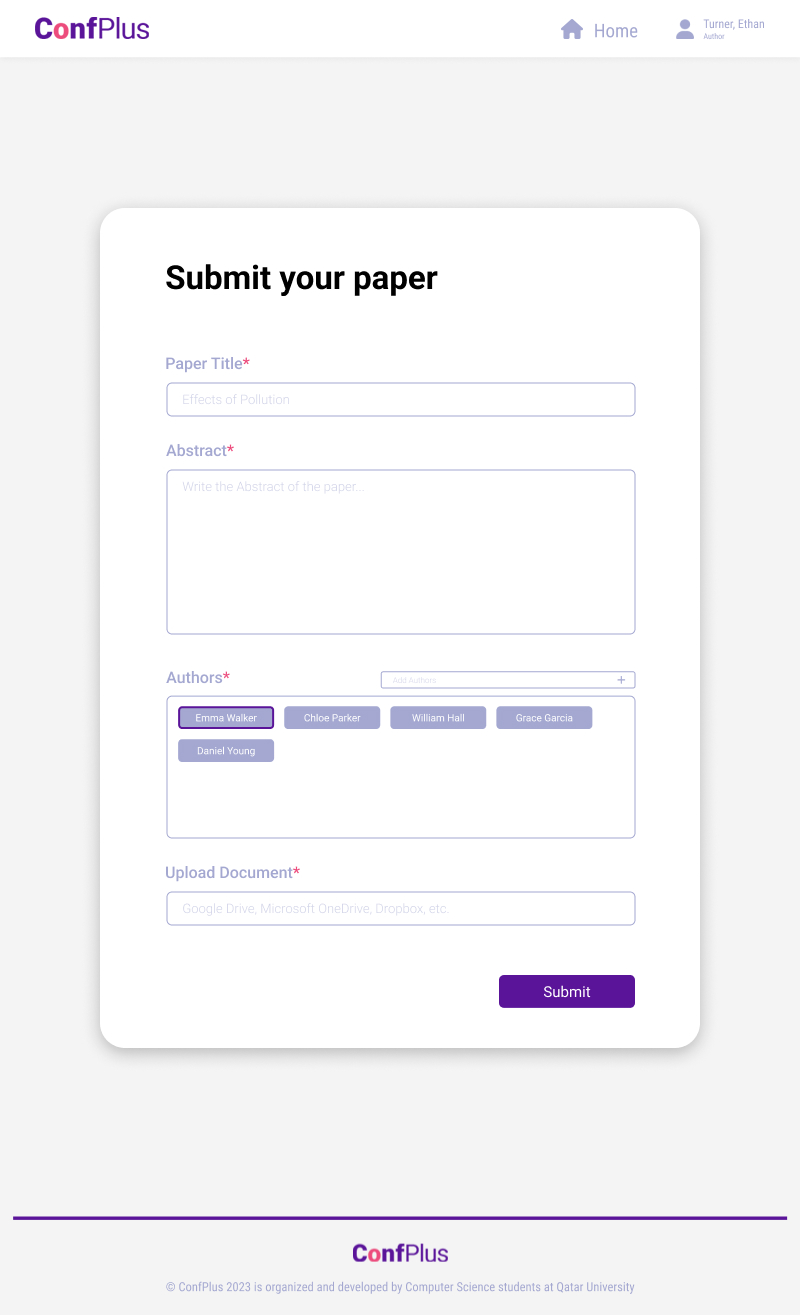 ConfPlus
Home
Turner, Ethan
Author
Submit your paper
Paper Title*
Effects of Pollution
Abstract*
Write the Abstract of the paper...
Authors*
Add Authors +
Emma Walker Chloe Parker William Hall Grace Garcia
Daniel Young
Upload Document*
Google Drive, Microsoft OneDrive, Dropbox, etc.
Submit
ConfPlus
© ConfPlus 2023 is organized and developed by Computer Science students at Qatar University